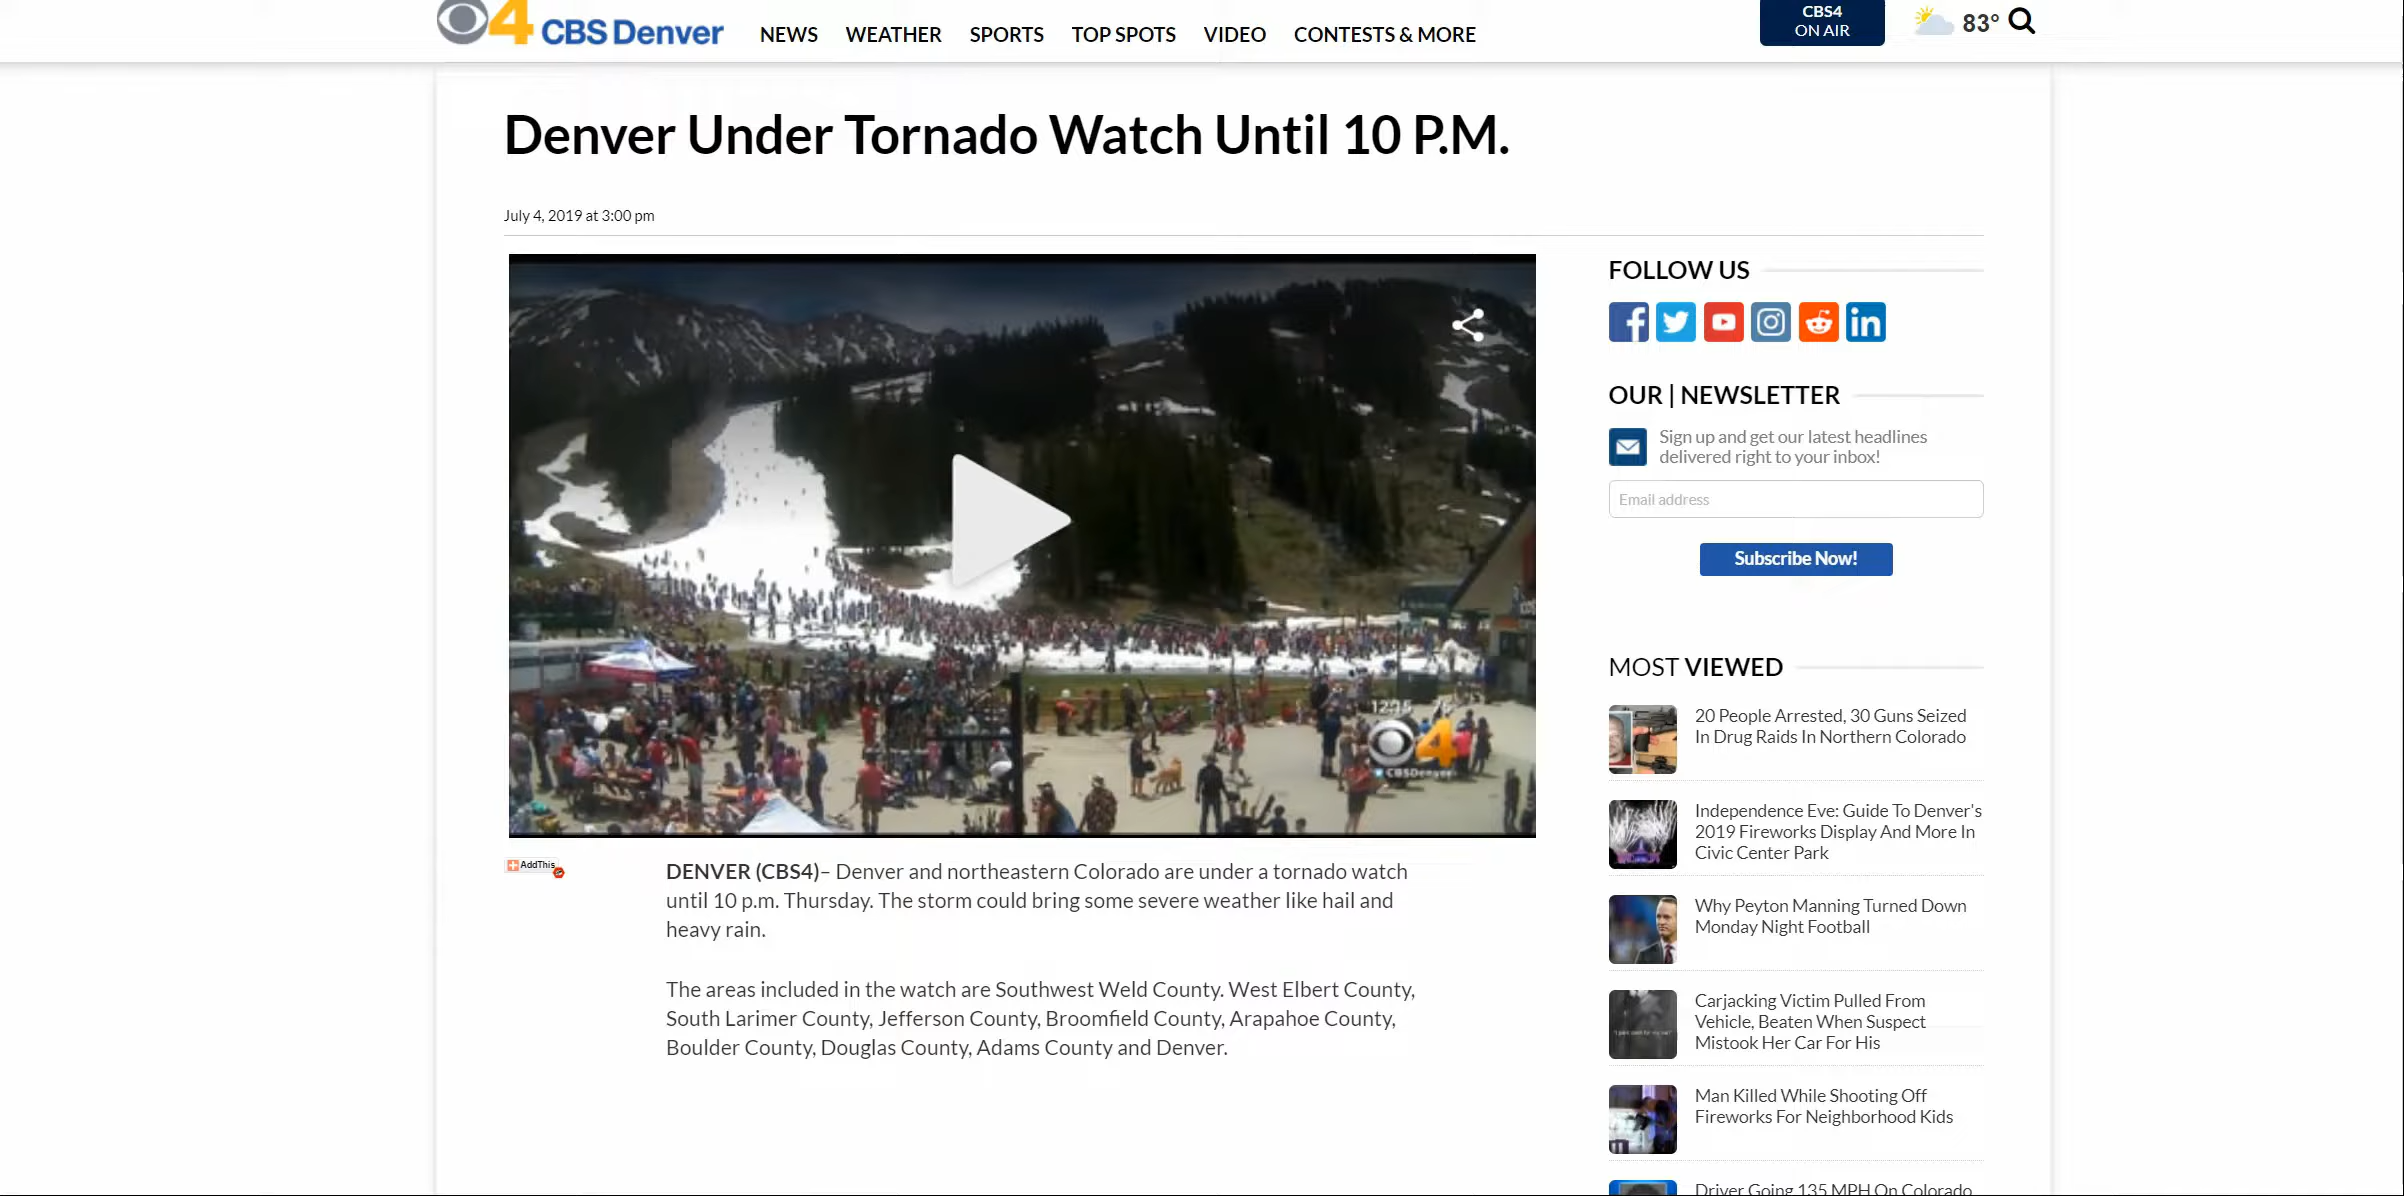 4 CBS Denver
NEWS WEATHER SPORTS TOP SPOTS VIDEO CONTESTS & MORE
CBS4
ON AIR
83°
Denver Under Tornado Watch Until 10 P.M.
July 4, 2019 at 3:00 pm
12:15
4
CBSDenver
AddThis
DENVER (CBS4)– Denver and northeastern Colorado are under a tornado watch
until 10 p.m. Thursday. The storm could bring some severe weather like hail and
heavy rain.
The areas included in the watch are Southwest Weld County. West Elbert County,
South Larimer County, Jefferson County, Broomfield County, Arapahoe County,
Boulder County, Douglas County, Adams County and Denver.
FOLLOW US
OUR | NEWSLETTER
Sign up and get our latest headlines
delivered right to your inbox!
Email address
Subscribe Now!
MOST VIEWED
20 People Arrested, 30 Guns Seized
In Drug Raids In Northern Colorado
Independence Eve: Guide To Denver's
2019 Fireworks Display And More In
Civic Center Park
Why Peyton Manning Turned Down
Monday Night Football
Carjacking Victim Pulled From
Vehicle, Beaten When Suspect
Mistook Her Car For His
Man Killed While Shooting Off
Fireworks For Neighborhood Kids
Driver Going 135 MPH On Colorado